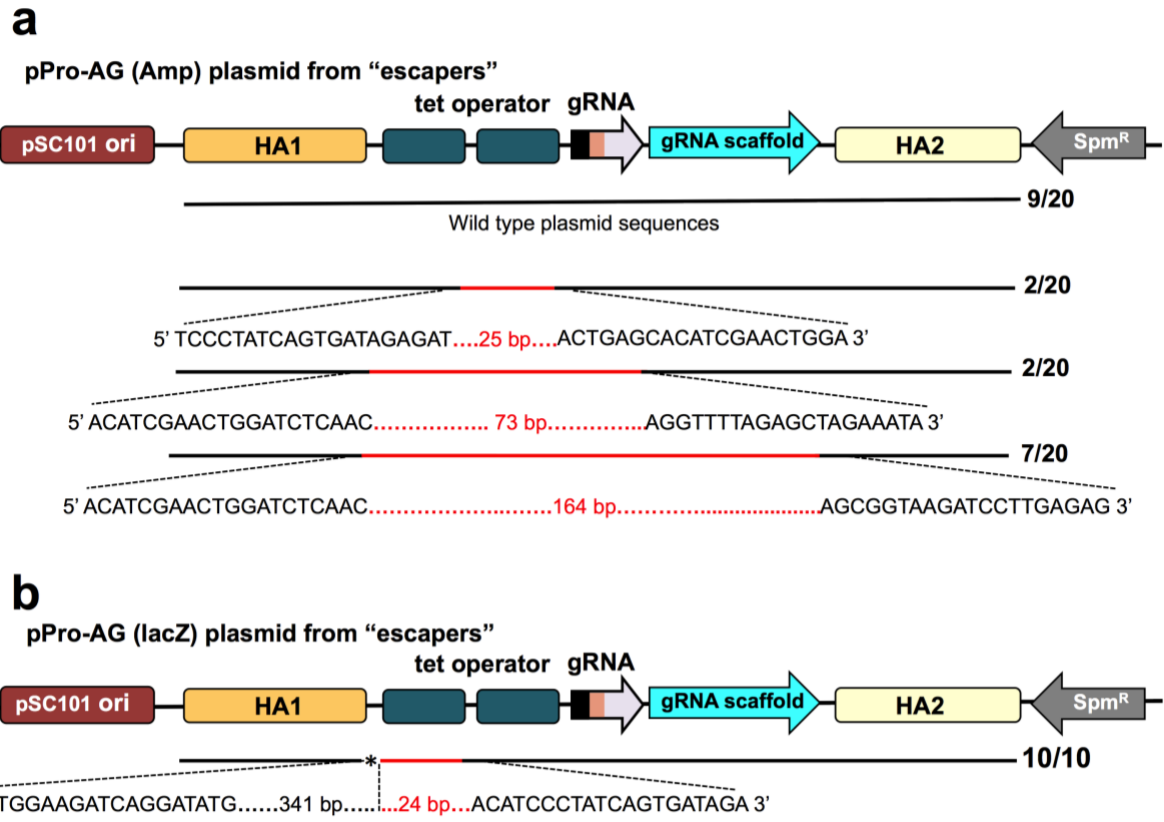 a
pPro-AG (Amp) plasmid from “escapers”
tet operator gRNA
pSC101 ori HA1 gRNA scaffold HA2 SpmR
9/20
Wild type plasmid sequences
2/20
5’ TCCCTATCAGTGATAGAGAT....25 bp....ACTGAGCACATCGAACTGGA 3’
2/20
5’ ACATCGAACTGGATCTCAAC................. 73 bp...............AGGTTTTAGAGCTAGAAATA 3’
7/20
5’ ACATCGAACTGGATCTCAAC.........................164 bp.................................AGCGGTAAGATCCTTGAGAG 3’
b
pPro-AG (lacZ) plasmid from “escapers”
tet operator gRNA
pSC101 ori HA1 gRNA scaffold HA2 SpmR
* 10/10
TGGAAGATCAGGATATG......341 bp........24 bp...ACATCCCTATCAGTGATAGA 3’